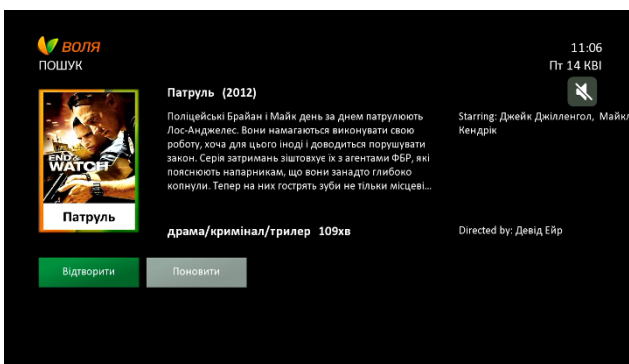 воля
ПОШУК
11:06
Пт 14 КВІ
END OF
WATCH
Патруль
Патруль (2012)
Поліцейські Брайан і Майк день за днем патрулюють
Лос-Анджелес. Вони намагаються виконувати свою
роботу, хоча для цього іноді і доводиться порушувати
закон. Серія затримань зіштовхує їх з агентами ФБР, які
пояснюють напарникам, що вони занадто глибоко
копнули. Тепер на них гострять зуби не тільки місцеві...
Starring: Джейк Джілленгол, Майкл
Кендрік
драма/кримінал/трилер 109хв
Directed by: Девід Ейр
Відтворити
Поновити